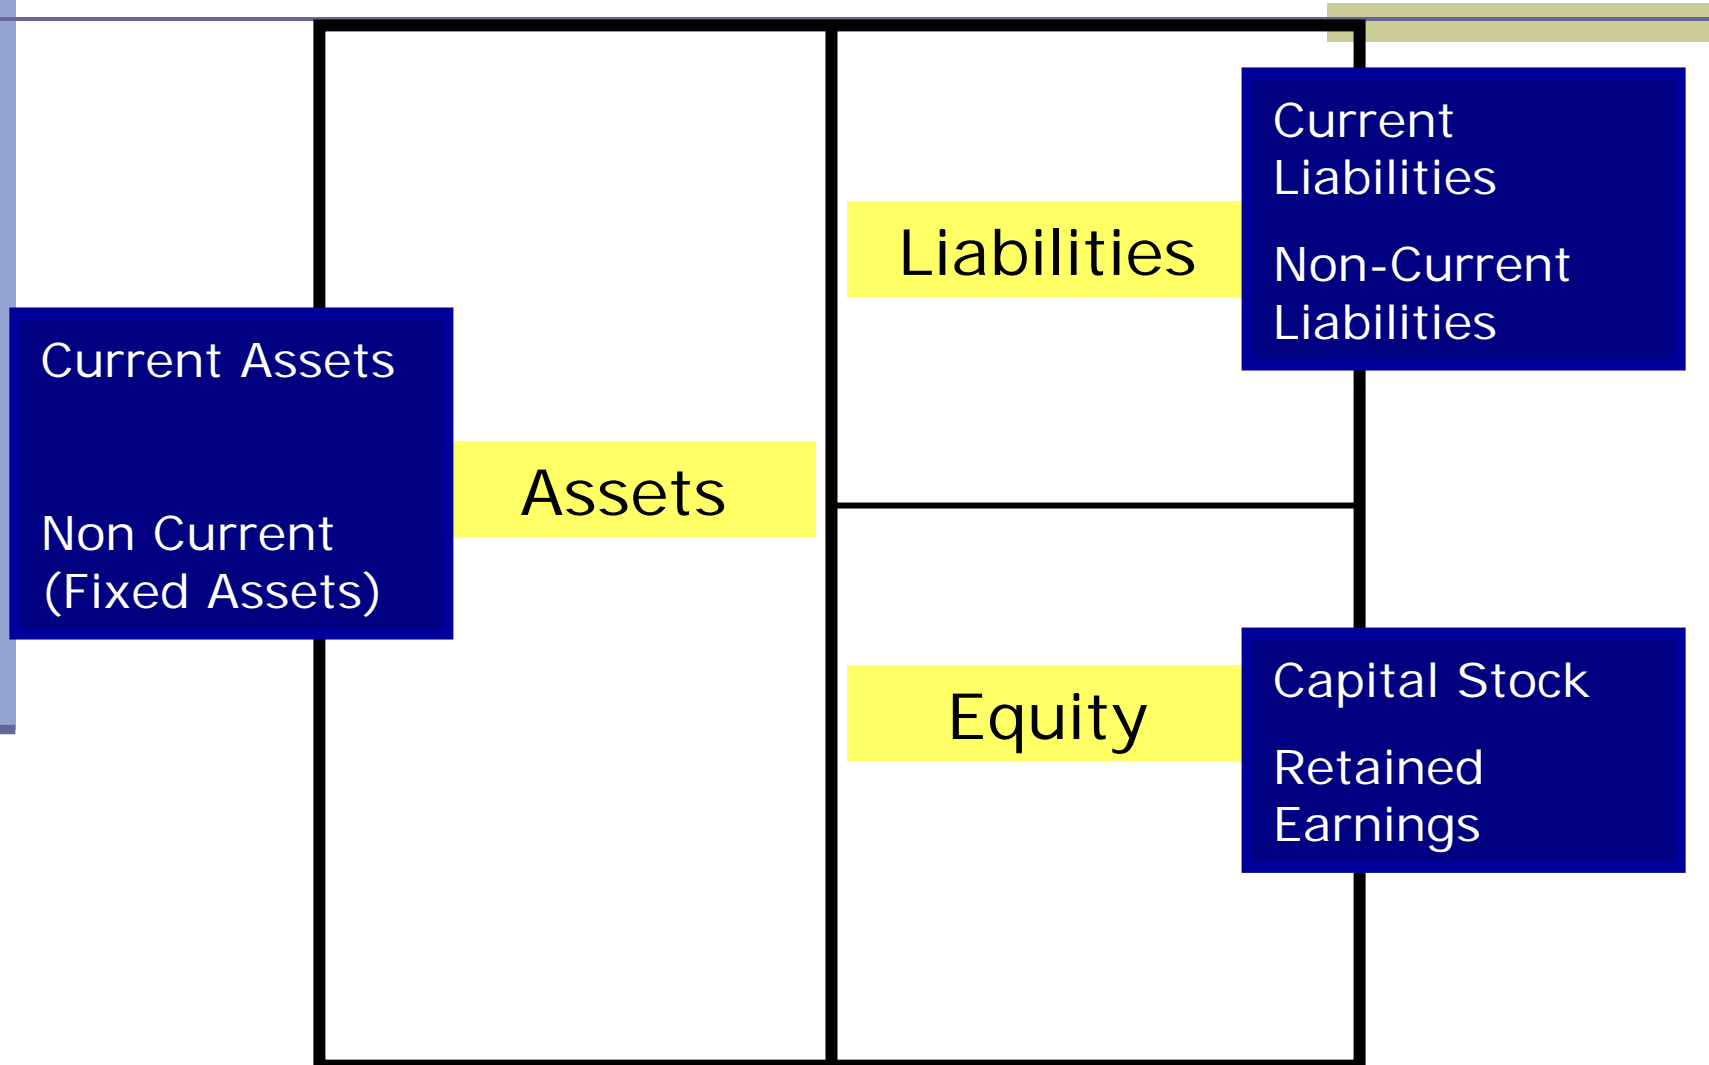 Current Assets
Non Current
(Fixed Assets)
Assets
Liabilities
Current
Liabilities
Non-Current
Liabilities
Equity
Capital Stock
Retained
Earnings